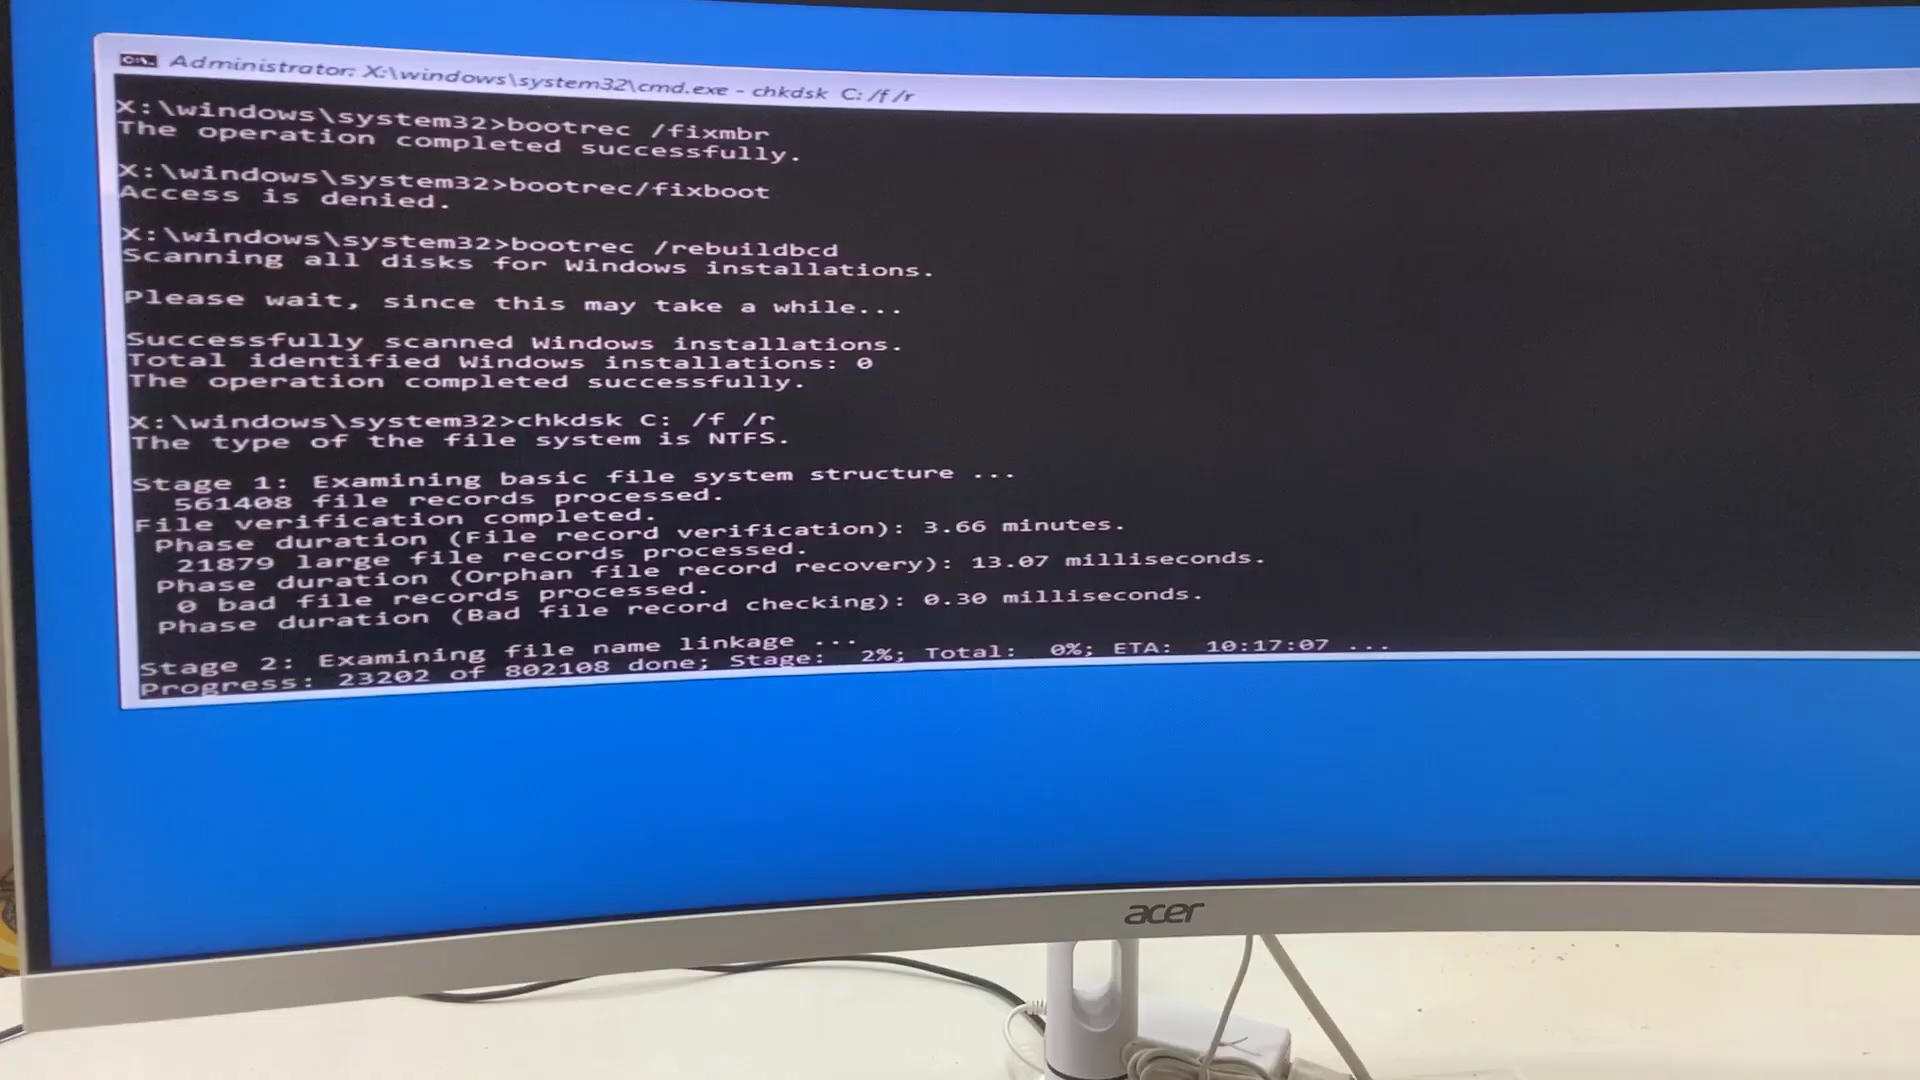 Administrator: X:\windows\system32\cmd.exe - chkdsk C: /f /r
X:\windows\system32>bootrec /fixmbr
The operation completed successfully.
X:\windows\system32>bootrec/fixboot
Access is denied.
X:\windows\system32>bootrec /rebuildbcd
Scanning all disks for Windows installations.
Please wait, since this may take a while...
Successfully scanned Windows installations.
Total identified Windows installations: 0
The operation completed successfully.
X:\windows\system32>chkdsk C: /f /r
The type of the file system is NTFS.
Stage 1: Examining basic file system structure ...
561408 file records processed.
File verification completed.
Phase duration (File record verification): 3.66 minutes.
21879 large file records processed.
Phase duration (Orphan file record recovery): 13.07 milliseconds.
0 bad file records processed.
Phase duration (Bad file record checking): 0.30 milliseconds.
Stage 2: Examining file name linkage ...
Progress: 23202 of 802108 done; Stage: 2%; Total: 0%; ETA: 10:17:07 ...
acer